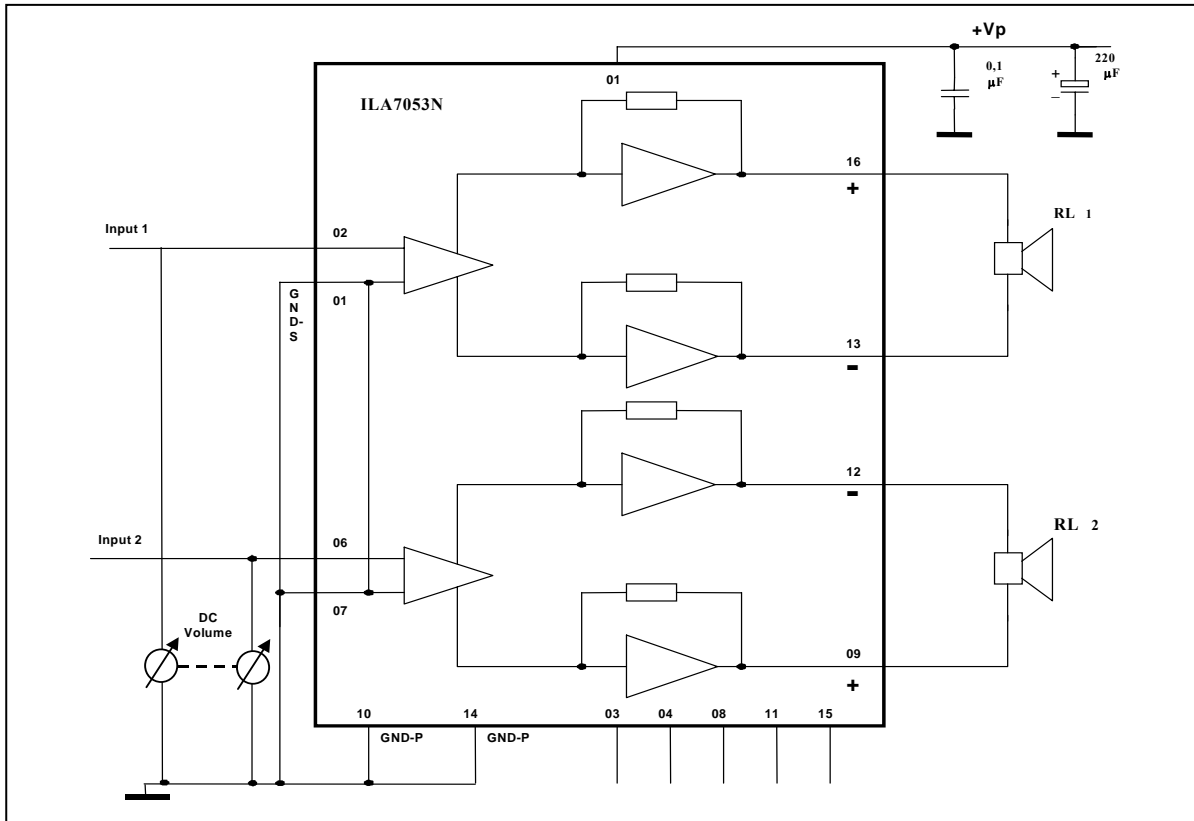 +Vp
0,1
µF
220
µF
+
–
01
ILA7053N
16
+
Input 1
02
RL 1
GND-S
01
13
-
12
-
Input 2
06
RL 2
07
DC
Volume
09
+
10
GND-P
14
GND-P
03
04
08
11
15